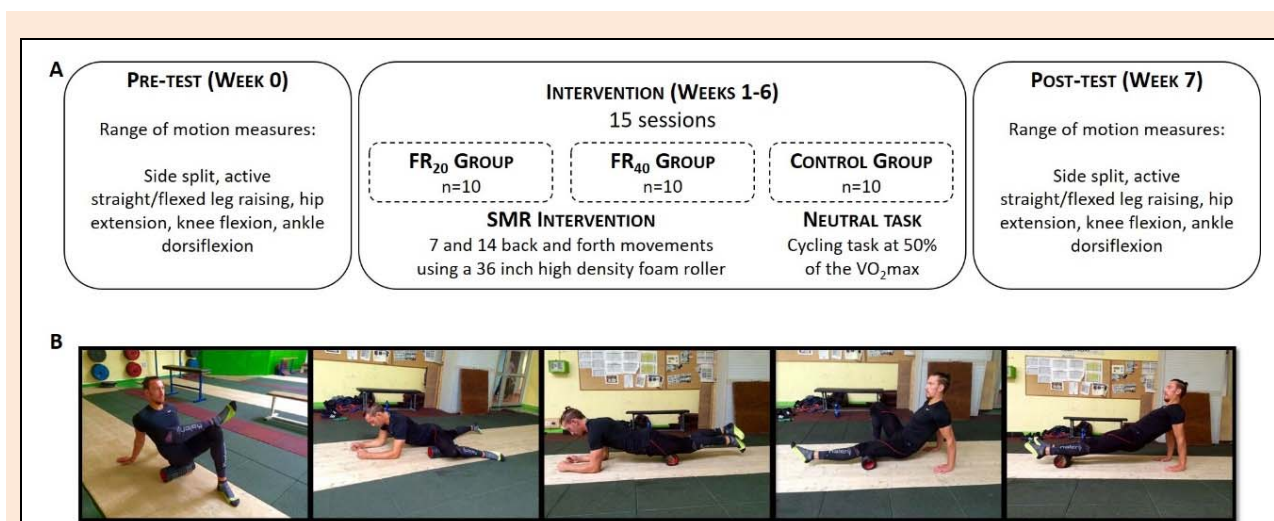 A
PRE-TEST (WEEK 0)
Range of motion measures:
Side split, active
straight/flexed leg raising, hip
extension, knee flexion, ankle
dorsiflexion
INTERVENTION (WEEKS 1-6)
15 sessions
FR20 GROUP
n=10
FR40 GROUP
n=10
CONTROL GROUP
n=10
SMR INTERVENTION
7 and 14 back and forth movements
using a 36 inch high density foam roller
NEUTRAL TASK
Cycling task at 50%
of the VO2max
POST-TEST (WEEK 7)
Range of motion measures:
Side split, active
straight/flexed leg raising, hip
extension, knee flexion, ankle
dorsiflexion
B